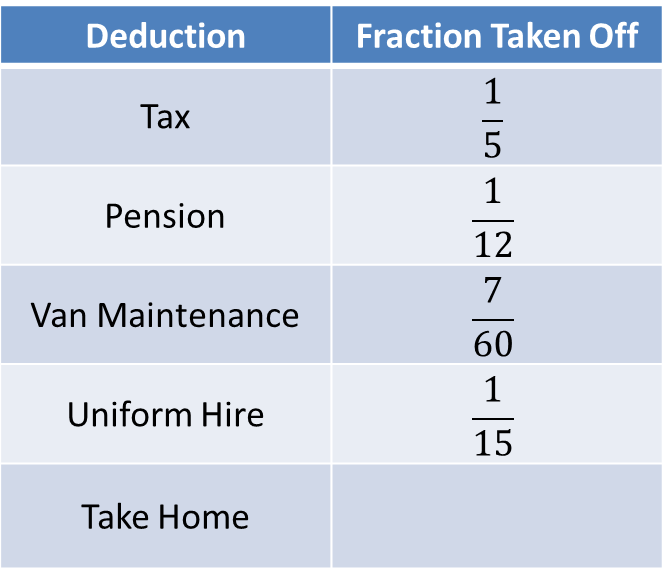 Deduction Fraction Taken Off
Tax 1/5
Pension 1/12
Van Maintenance 7/60
Uniform Hire 1/15
Take Home